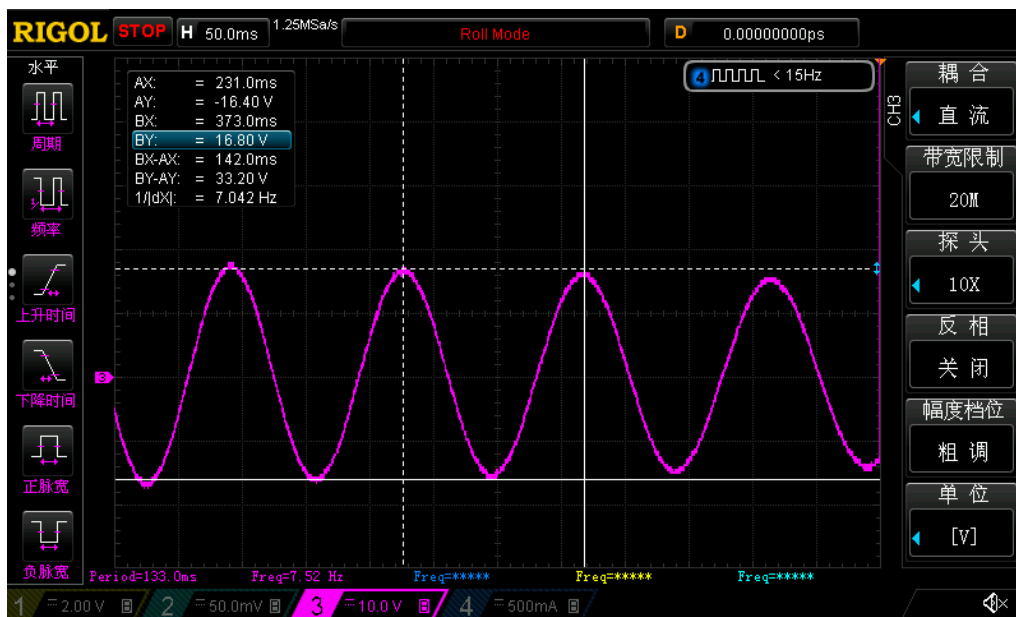 RIGOL STOP H 50.0ms 1.25MSa/s Roll Mode D 0.00000000ps
水平
周期
频率
上升时间
下降时间
正脉宽
负脉宽
AX: = 231.0ms
AY: = -16.40 V
BX: = 373.0ms
BY: = 16.80 V
BX-AX: = 142.0ms
BY-AY: = 33.20 V
1/|dX|: = 7.042 Hz
4 < 15Hz
3
CH3
耦 合
直 流
带宽限制
20M
探 头
10X
反 相
关 闭
幅度档位
粗 调
单 位
[V]
Period=133.0ms Freq=7.52 Hz Freq=***** Freq=***** Freq=*****
1 2.00 V 2 50.0mV 3 10.0 V 4 500mA